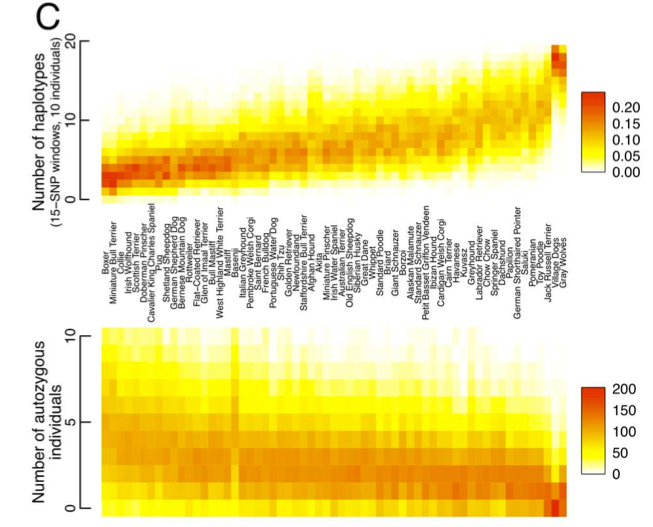 C
Number of haplotypes
(15–SNP windows, 10 individuals)
20
10
0
0.20
0.15
0.10
0.05
0.00
Boxer
Miniature Bull Terrier
Collie
Irish Wolfhound
Scottish Terrier
Doberman Pinscher
Cavalier King Charles Spaniel
Pug
Shetland Sheepdog
German Shepherd Dog
Bernese Mountain Dog
Rottweiler
Flat–Coated Retriever
Glen of Imaal Terrier
Bull Mastiff
West Highland White Terrier
Mastiff
Basenji
Italian Greyhound
Pembroke Welsh Corgi
Saint Bernard
French Bulldog
Portuguese Water Dog
Shih Tzu
Golden Retriever
Newfoundland
Staffordshire Bull Terrier
Afghan Hound
Akita
Miniature Pinscher
Irish Water Spaniel
Australian Terrier
Old English Sheepdog
Siberian Husky
Great Dane
Whippet
Standard Poodle
Briard
Giant Schnauzer
Borzoi
Alaskan Malamute
Standard Schnauzer
Petit Basset Griffon Vendeen
Ibizan Hound
Cardigan Welsh Corgi
Cairn Terrier
Havanese
Kuvasz
Greyhound
Labrador Retriever
Chow Chow
Springer Spaniel
Dachshund
Papillon
German Shorthaired Pointer
Saluki
Pomeranian
Toy Poodle
Jack Russell Terrier
Village Dogs
Gray Wolves
Number of autozygous
individuals
10
5
0
200
150
100
50
0